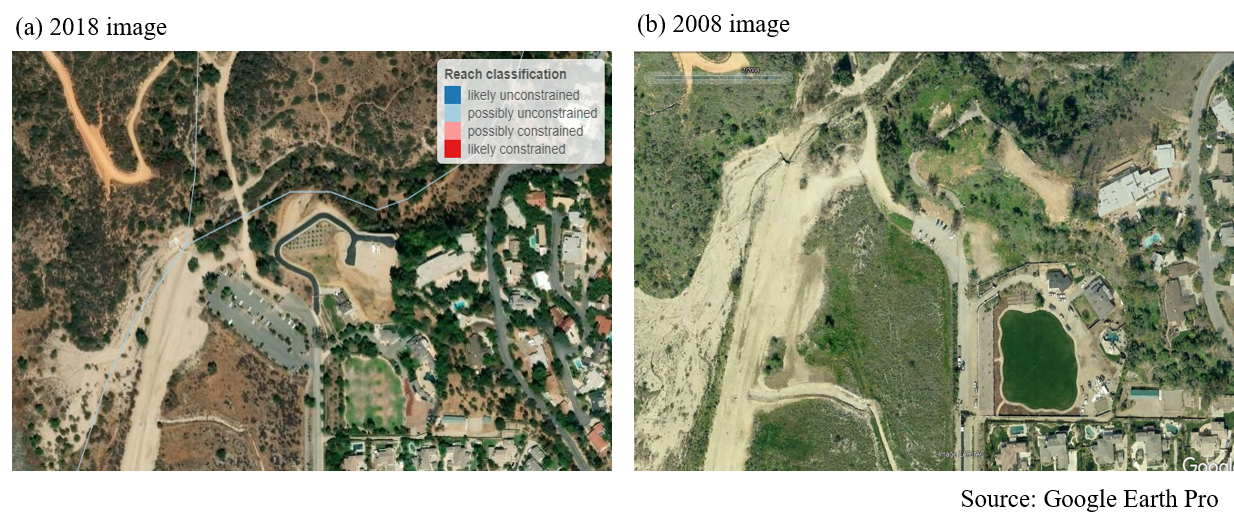 (a) 2018 image
(b) 2008 image
Reach classification
likely unconstrained
possibly unconstrained
possibly constrained
likely constrained
Google
Source: Google Earth Pro